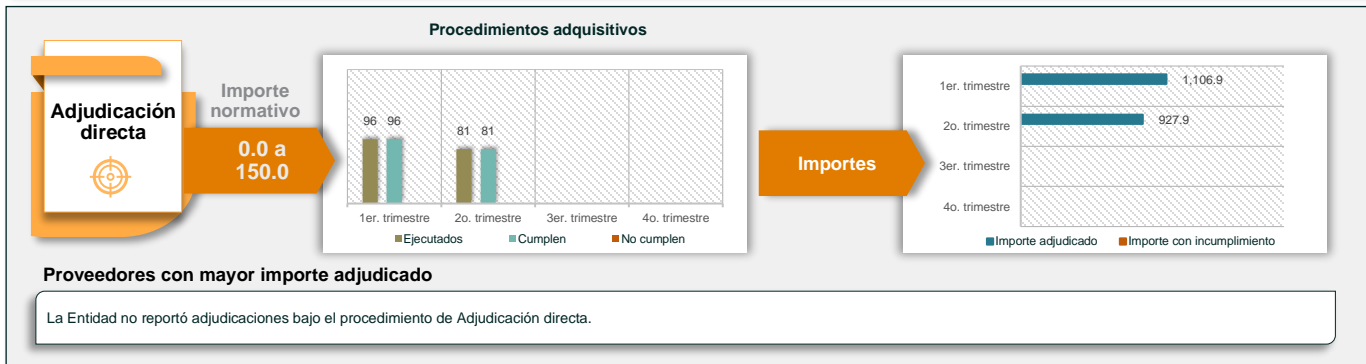 Procedimientos adquisitivos
Adjudicación
directa
Importe
normativo
0.0 a
150.0
96 96
81 81
1er. trimestre 2o. trimestre 3er. trimestre 4o. trimestre
Ejecutados Cumplen No cumplen
Importes
1er. trimestre 1,106.9
2o. trimestre 927.9
3er. trimestre
4o. trimestre
Importe adjudicado Importe con incumplimiento
Proveedores con mayor importe adjudicado
La Entidad no reportó adjudicaciones bajo el procedimiento de Adjudicación directa.